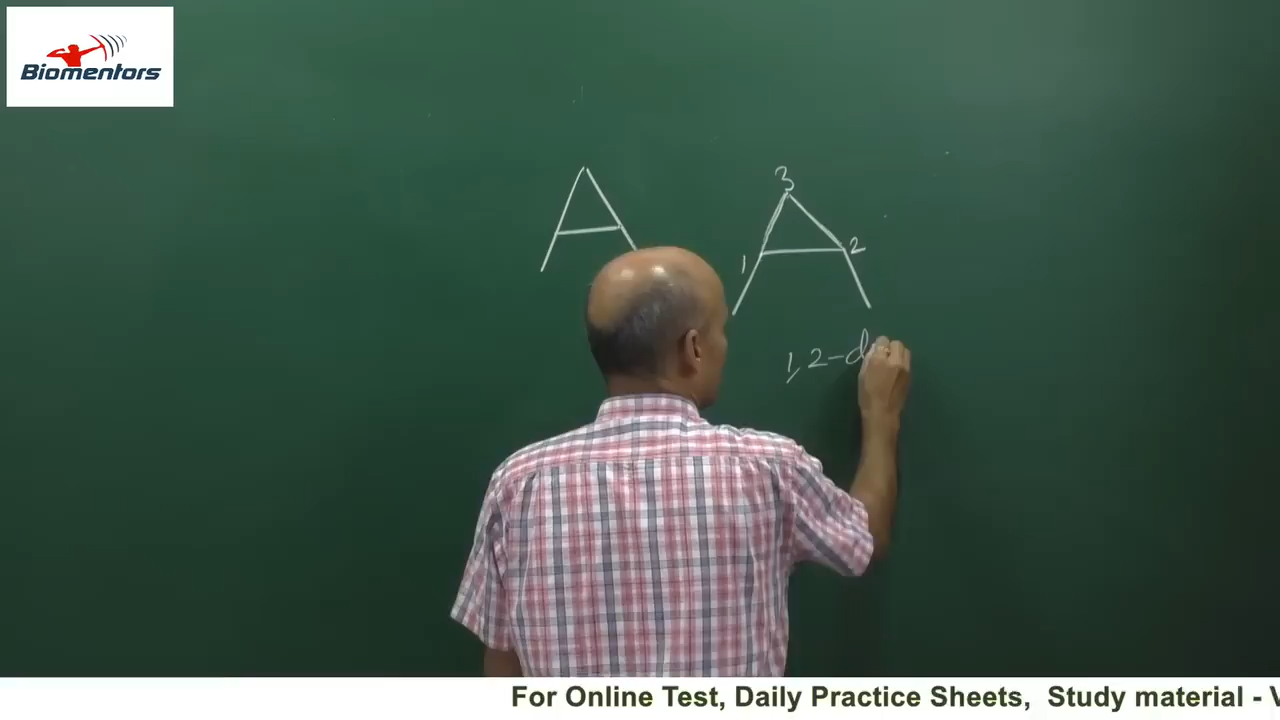 Biomentors
3
1 2
1, 2-d
For Online Test, Daily Practice Sheets, Study material -